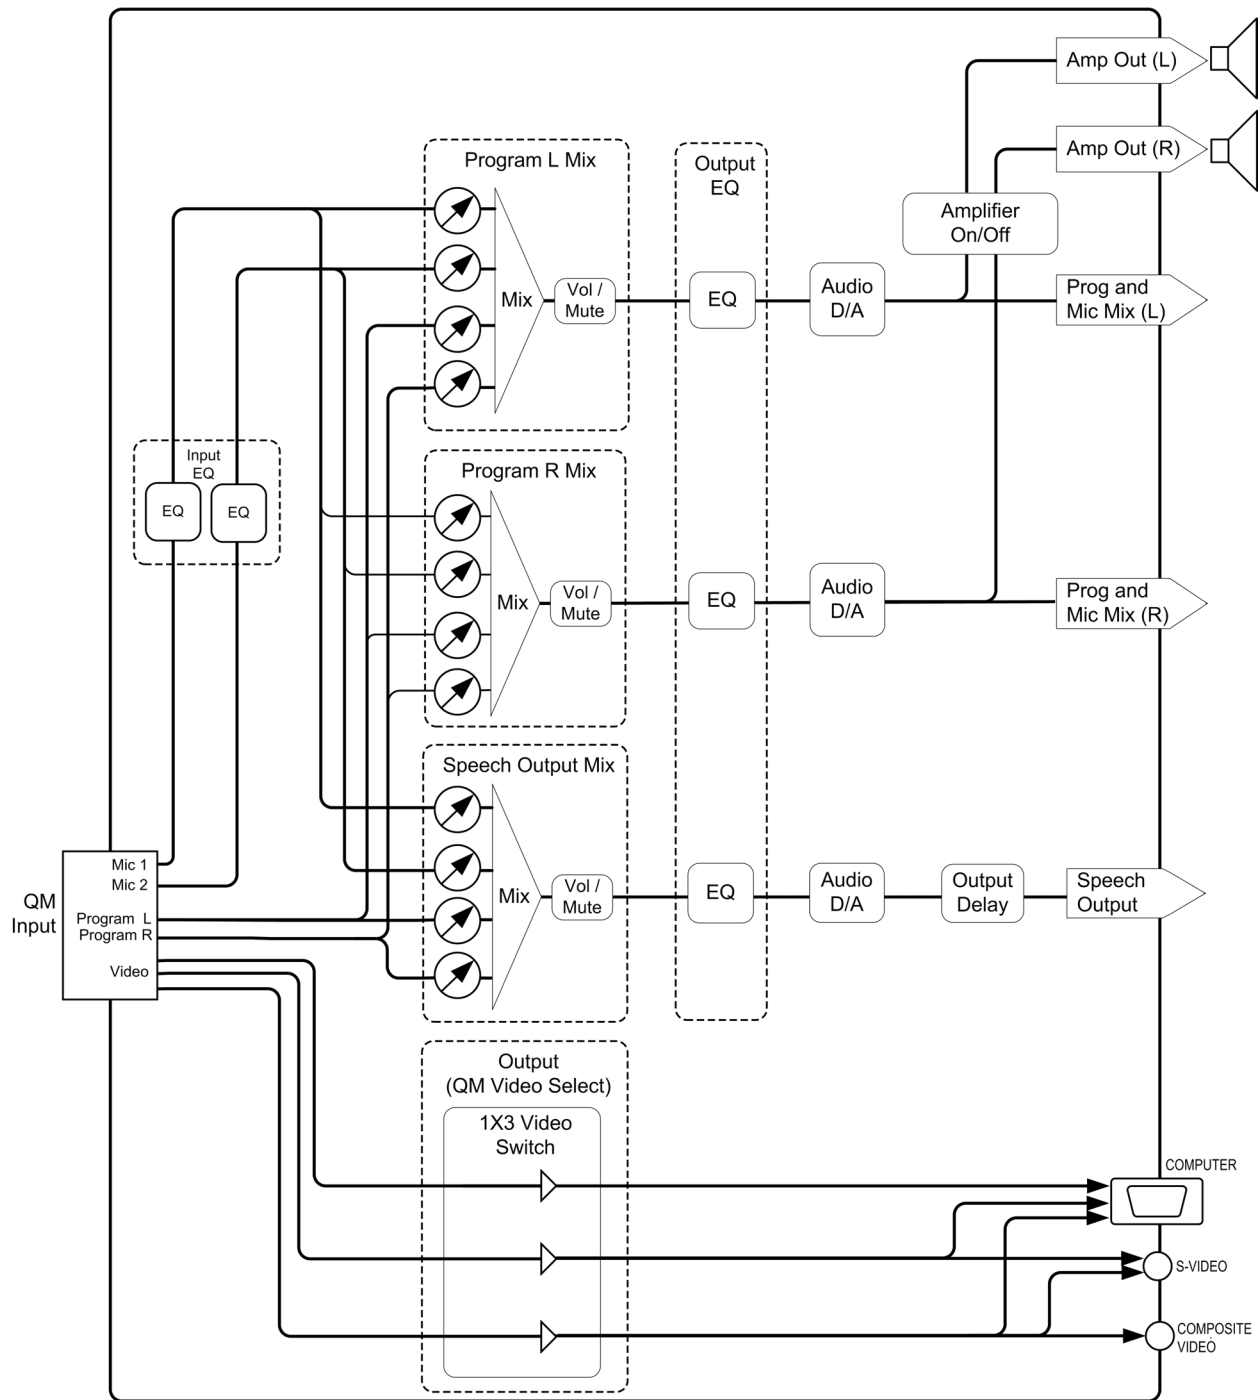 Amp Out (L)
Amp Out (R)
Program L Mix
Output
EQ
Amplifier
On/Off
Mix
Vol /
Mute
EQ
Audio
D/A
Prog and
Mic Mix (L)
Input
EQ
EQ
EQ
Program R Mix
Mix
Vol /
Mute
EQ
Audio
D/A
Prog and
Mic Mix (R)
Speech Output Mix
Mix
Vol /
Mute
EQ
Audio
D/A
Output
Delay
Speech
Output
QM
Input
Mic 1
Mic 2
Program L
Program R
Video
Output
(QM Video Select)
1X3 Video
Switch
COMPUTER
S-VIDEO
COMPOSITE
VIDEO